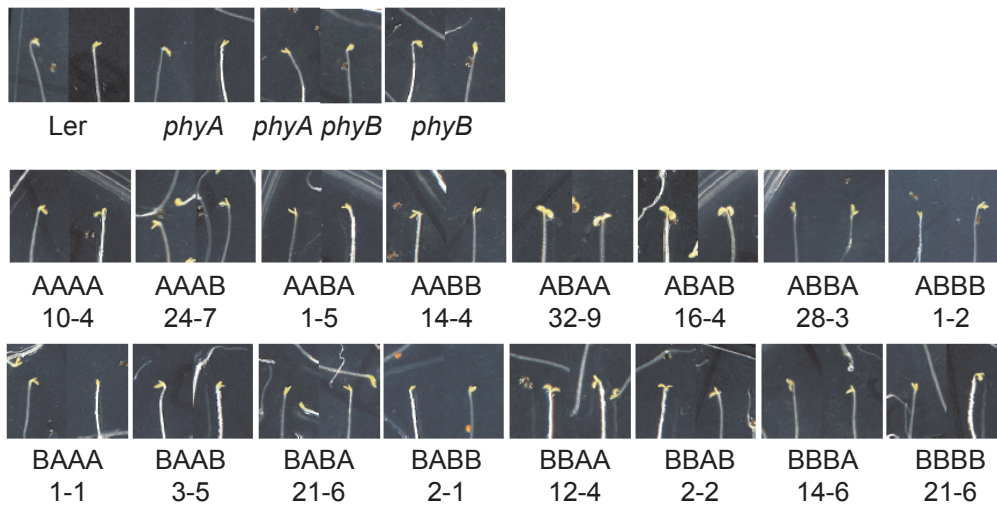 Ler phyA phyA phyB phyB
AAAA AAAB AABA AABB ABAA ABAB ABBA ABBB
10-4 24-7 1-5 14-4 32-9 16-4 28-3 1-2
BAAA BAAB BABA BABB BBAA BBAB BBBA BBBB
1-1 3-5 21-6 2-1 12-4 2-2 14-6 21-6